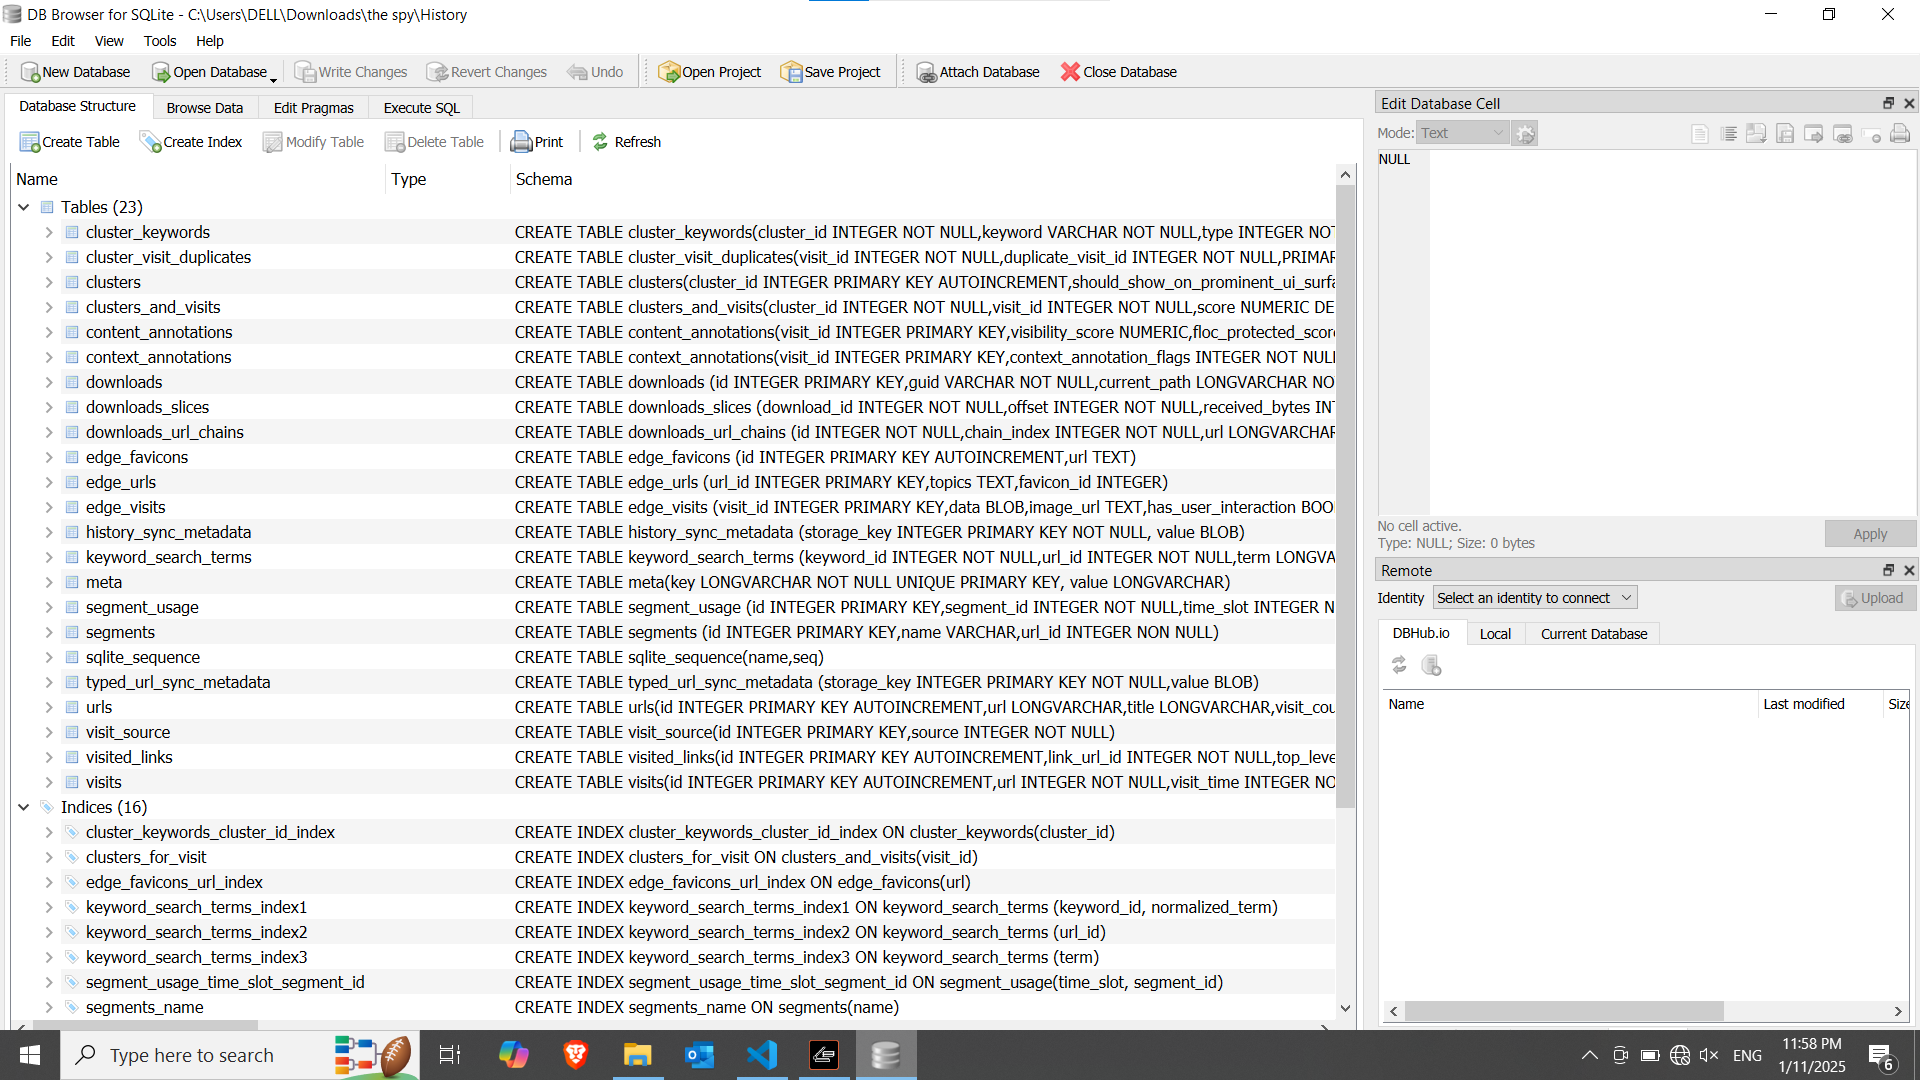 DB Browser for SQLite - C:\Users\DELL\Downloads\the spy\History
File Edit View Tools Help
New Database Open Database Write Changes Revert Changes Undo Open Project Save Project Attach Database Close Database
Database Structure Browse Data Edit Pragmas Execute SQL
Create Table Create Index Modify Table Delete Table Print Refresh
Name Type Schema
Tables (23)
cluster_keywords CREATE TABLE cluster_keywords(cluster_id INTEGER NOT NULL,keyword VARCHAR NOT NULL,type INTEGER NOT
cluster_visit_duplicates CREATE TABLE cluster_visit_duplicates(visit_id INTEGER NOT NULL,duplicate_visit_id INTEGER NOT NULL,PRIMAR
clusters CREATE TABLE clusters(cluster_id INTEGER PRIMARY KEY AUTOINCREMENT,should_show_on_prominent_ui_surfa
clusters_and_visits CREATE TABLE clusters_and_visits(cluster_id INTEGER NOT NULL,visit_id INTEGER NOT NULL,score NUMERIC DE
content_annotations CREATE TABLE content_annotations(visit_id INTEGER PRIMARY KEY,visibility_score NUMERIC,floc_protected_score
context_annotations CREATE TABLE context_annotations(visit_id INTEGER PRIMARY KEY,context_annotation_flags INTEGER NOT NULL
downloads CREATE TABLE downloads (id INTEGER PRIMARY KEY,guid VARCHAR NOT NULL,current_path LONGVARCHAR NO
downloads_slices CREATE TABLE downloads_slices (download_id INTEGER NOT NULL,offset INTEGER NOT NULL,received_bytes INT
downloads_url_chains CREATE TABLE downloads_url_chains (id INTEGER NOT NULL,chain_index INTEGER NOT NULL,url LONGVARCHAR
edge_favicons CREATE TABLE edge_favicons (id INTEGER PRIMARY KEY AUTOINCREMENT,url TEXT)
edge_urls CREATE TABLE edge_urls (url_id INTEGER PRIMARY KEY,topics TEXT,favicon_id INTEGER)
edge_visits CREATE TABLE edge_visits (visit_id INTEGER PRIMARY KEY,data BLOB,image_url TEXT,has_user_interaction BOO
history_sync_metadata CREATE TABLE history_sync_metadata (storage_key INTEGER PRIMARY KEY NOT NULL, value BLOB)
keyword_search_terms CREATE TABLE keyword_search_terms (keyword_id INTEGER NOT NULL,url_id INTEGER NOT NULL,term LONGVA
meta CREATE TABLE meta(key LONGVARCHAR NOT NULL UNIQUE PRIMARY KEY, value LONGVARCHAR)
segment_usage CREATE TABLE segment_usage (id INTEGER PRIMARY KEY,segment_id INTEGER NOT NULL,time_slot INTEGER N
segments CREATE TABLE segments (id INTEGER PRIMARY KEY,name VARCHAR,url_id INTEGER NON NULL)
sqlite_sequence CREATE TABLE sqlite_sequence(name,seq)
typed_url_sync_metadata CREATE TABLE typed_url_sync_metadata (storage_key INTEGER PRIMARY KEY NOT NULL,value BLOB)
urls CREATE TABLE urls(id INTEGER PRIMARY KEY AUTOINCREMENT,url LONGVARCHAR,title LONGVARCHAR,visit_cou
visit_source CREATE TABLE visit_source(id INTEGER PRIMARY KEY,source INTEGER NOT NULL)
visited_links CREATE TABLE visited_links(id INTEGER PRIMARY KEY AUTOINCREMENT,link_url_id INTEGER NOT NULL,top_leve
visits CREATE TABLE visits(id INTEGER PRIMARY KEY AUTOINCREMENT,url INTEGER NOT NULL,visit_time INTEGER NO
Indices (16)
cluster_keywords_cluster_id_index CREATE INDEX cluster_keywords_cluster_id_index ON cluster_keywords(cluster_id)
clusters_for_visit CREATE INDEX clusters_for_visit ON clusters_and_visits(visit_id)
edge_favicons_url_index CREATE INDEX edge_favicons_url_index ON edge_favicons(url)
keyword_search_terms_index1 CREATE INDEX keyword_search_terms_index1 ON keyword_search_terms (keyword_id, normalized_term)
keyword_search_terms_index2 CREATE INDEX keyword_search_terms_index2 ON keyword_search_terms (url_id)
keyword_search_terms_index3 CREATE INDEX keyword_search_terms_index3 ON keyword_search_terms (term)
segment_usage_time_slot_segment_id CREATE INDEX segment_usage_time_slot_segment_id ON segment_usage(time_slot, segment_id)
segments_name CREATE INDEX segments_name ON segments(name)
Edit Database Cell
Mode: Text
NULL
No cell active.
Type: NULL; Size: 0 bytes
Apply
Remote
Identity Select an identity to connect Upload
DBHub.io Local Current Database
Name Last modified Size
Type here to search
ENG
11:58 PM
1/11/2025
6